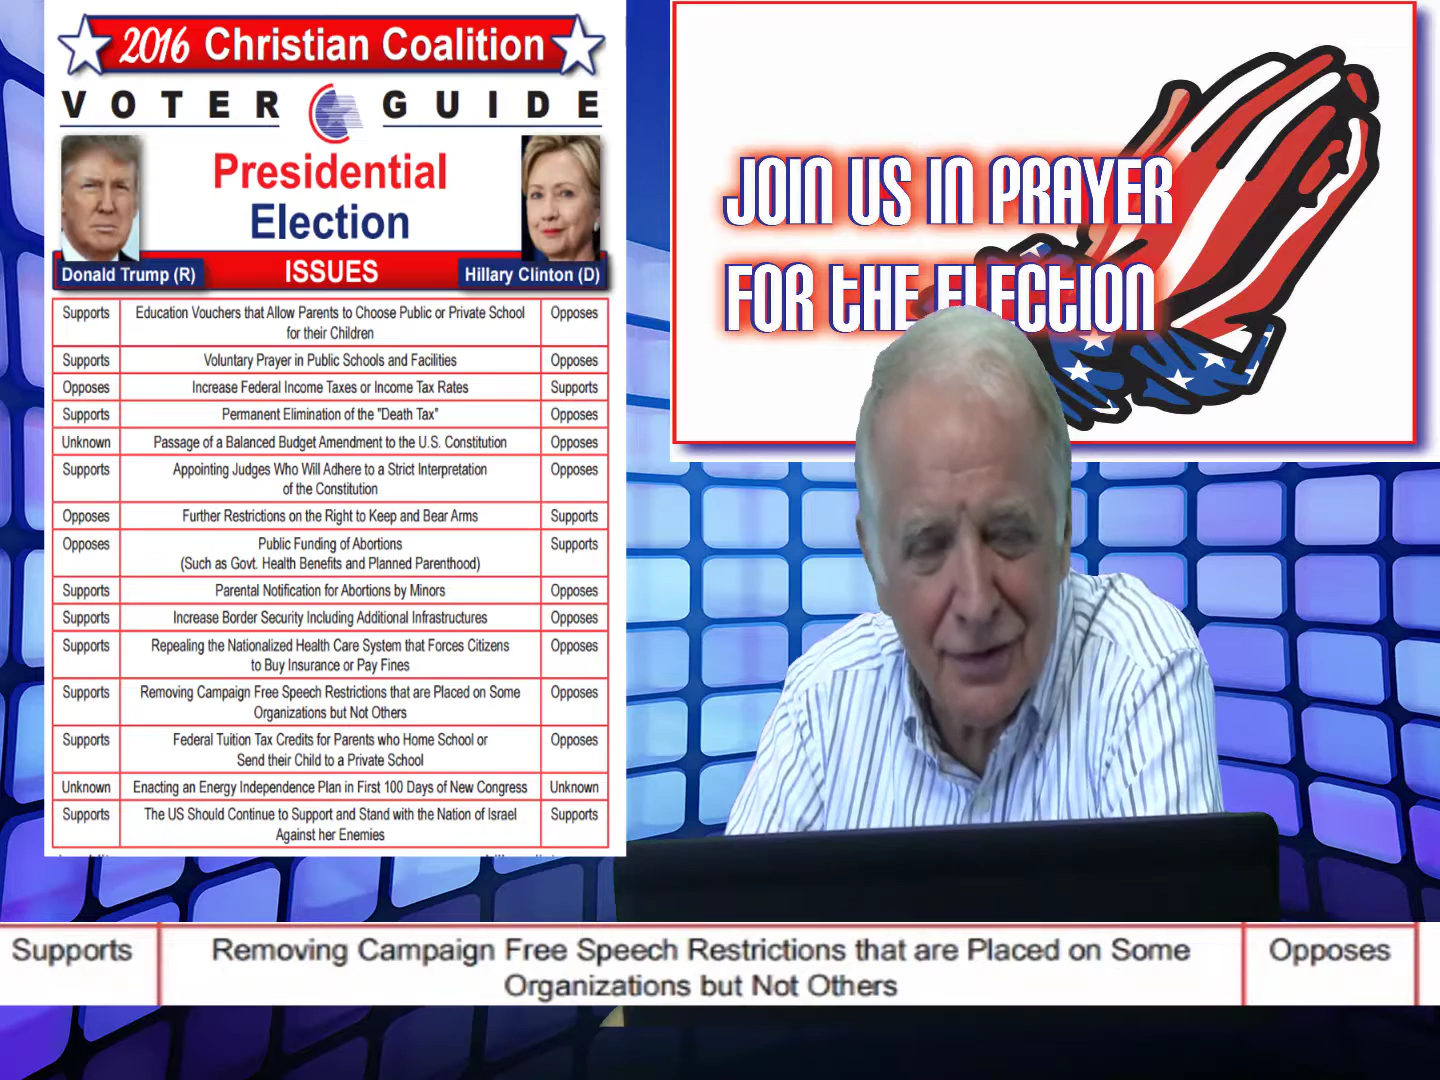 2016 Christian Coalition
VOTER GUIDE
Presidential
Election
Donald Trump (R) ISSUES Hillary Clinton (D)
Supports Education Vouchers that Allow Parents to Choose Public or Private School Opposes
for their Children
Supports Voluntary Prayer in Public Schools and Facilities Opposes
Opposes Increase Federal Income Taxes or Income Tax Rates Supports
Supports Permanent Elimination of the "Death Tax" Opposes
Unknown Passage of a Balanced Budget Amendment to the U.S. Constitution Opposes
Supports Appointing Judges Who Will Adhere to a Strict Interpretation Opposes
of the Constitution
Opposes Further Restrictions on the Right to Keep and Bear Arms Supports
Opposes Public Funding of Abortions Supports
(Such as Govt. Health Benefits and Planned Parenthood)
Supports Parental Notification for Abortions by Minors Opposes
Supports Increase Border Security Including Additional Infrastructures Opposes
Supports Repealing the Nationalized Health Care System that Forces Citizens Opposes
to Buy Insurance or Pay Fines
Supports Removing Campaign Free Speech Restrictions that are Placed on Some Opposes
Organizations but Not Others
Supports Federal Tuition Tax Credits for Parents who Home School or Opposes
Send their Child to a Private School
Unknown Enacting an Energy Independence Plan in First 100 Days of New Congress Unknown
Supports The US Should Continue to Support and Stand with the Nation of Israel Supports
Against her Enemies
JOIN US IN PRAYER
FOR THE ELECTION
Supports Removing Campaign Free Speech Restrictions that are Placed on Some Opposes
Organizations but Not Others